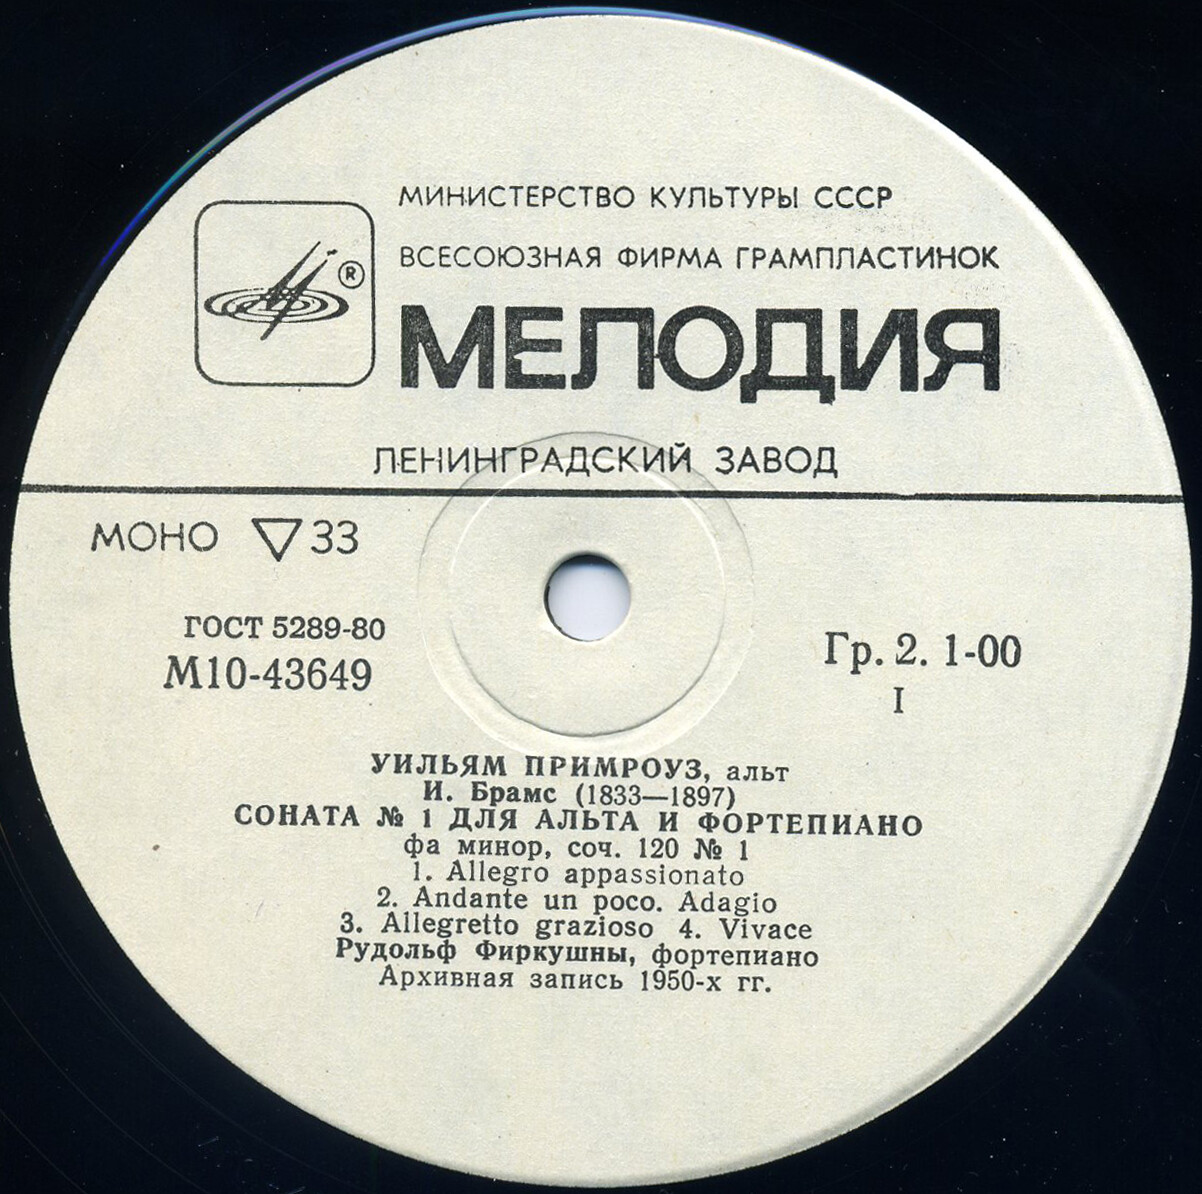 МИНИСТЕРСТВО КУЛЬТУРЫ СССР
ВСЕСОЮЗНАЯ ФИРМА ГРАМПЛАСТИНОК
®
МЕЛОДИЯ
ЛЕНИНГРАДСКИЙ ЗАВОД
МОНО ▽ 33
ГОСТ 5289-80
М10-43649
Гр. 2. 1-00
I
УИЛЬЯМ ПРИМРОУЗ, альт
И. Брамс (1833—1897)
СОНАТА № 1 ДЛЯ АЛЬТА И ФОРТЕПИАНО
фа минор, соч. 120 № 1
1. Allegro appassionato
2. Andante un poco. Adagio
3. Allegretto grazioso 4. Vivace
Рудольф Фиркушны, фортепиано
Архивная запись 1950-х гг.